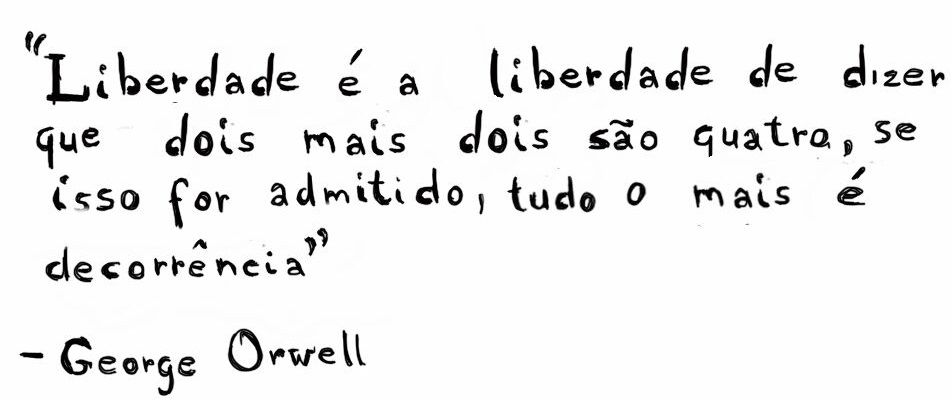 “Liberdade é a liberdade de dizer
que dois mais dois são quatro, se
isso for admitido, tudo o mais é
decorrência”
- George Orwell